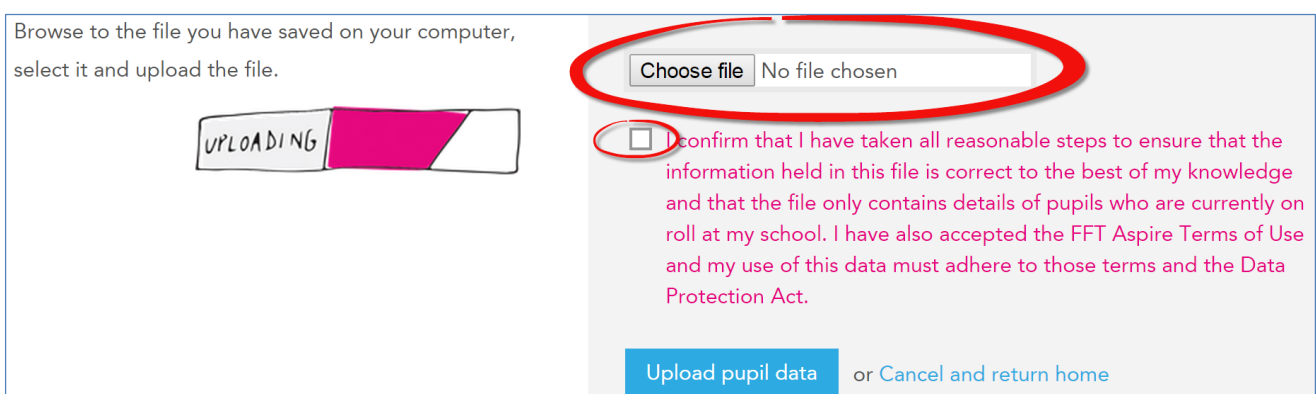 Browse to the file you have saved on your computer,
select it and upload the file.
UPLOADING
Choose file No file chosen
I confirm that I have taken all reasonable steps to ensure that the
information held in this file is correct to the best of my knowledge
and that the file only contains details of pupils who are currently on
roll at my school. I have also accepted the FFT Aspire Terms of Use
and my use of this data must adhere to those terms and the Data
Protection Act.
Upload pupil data or Cancel and return home